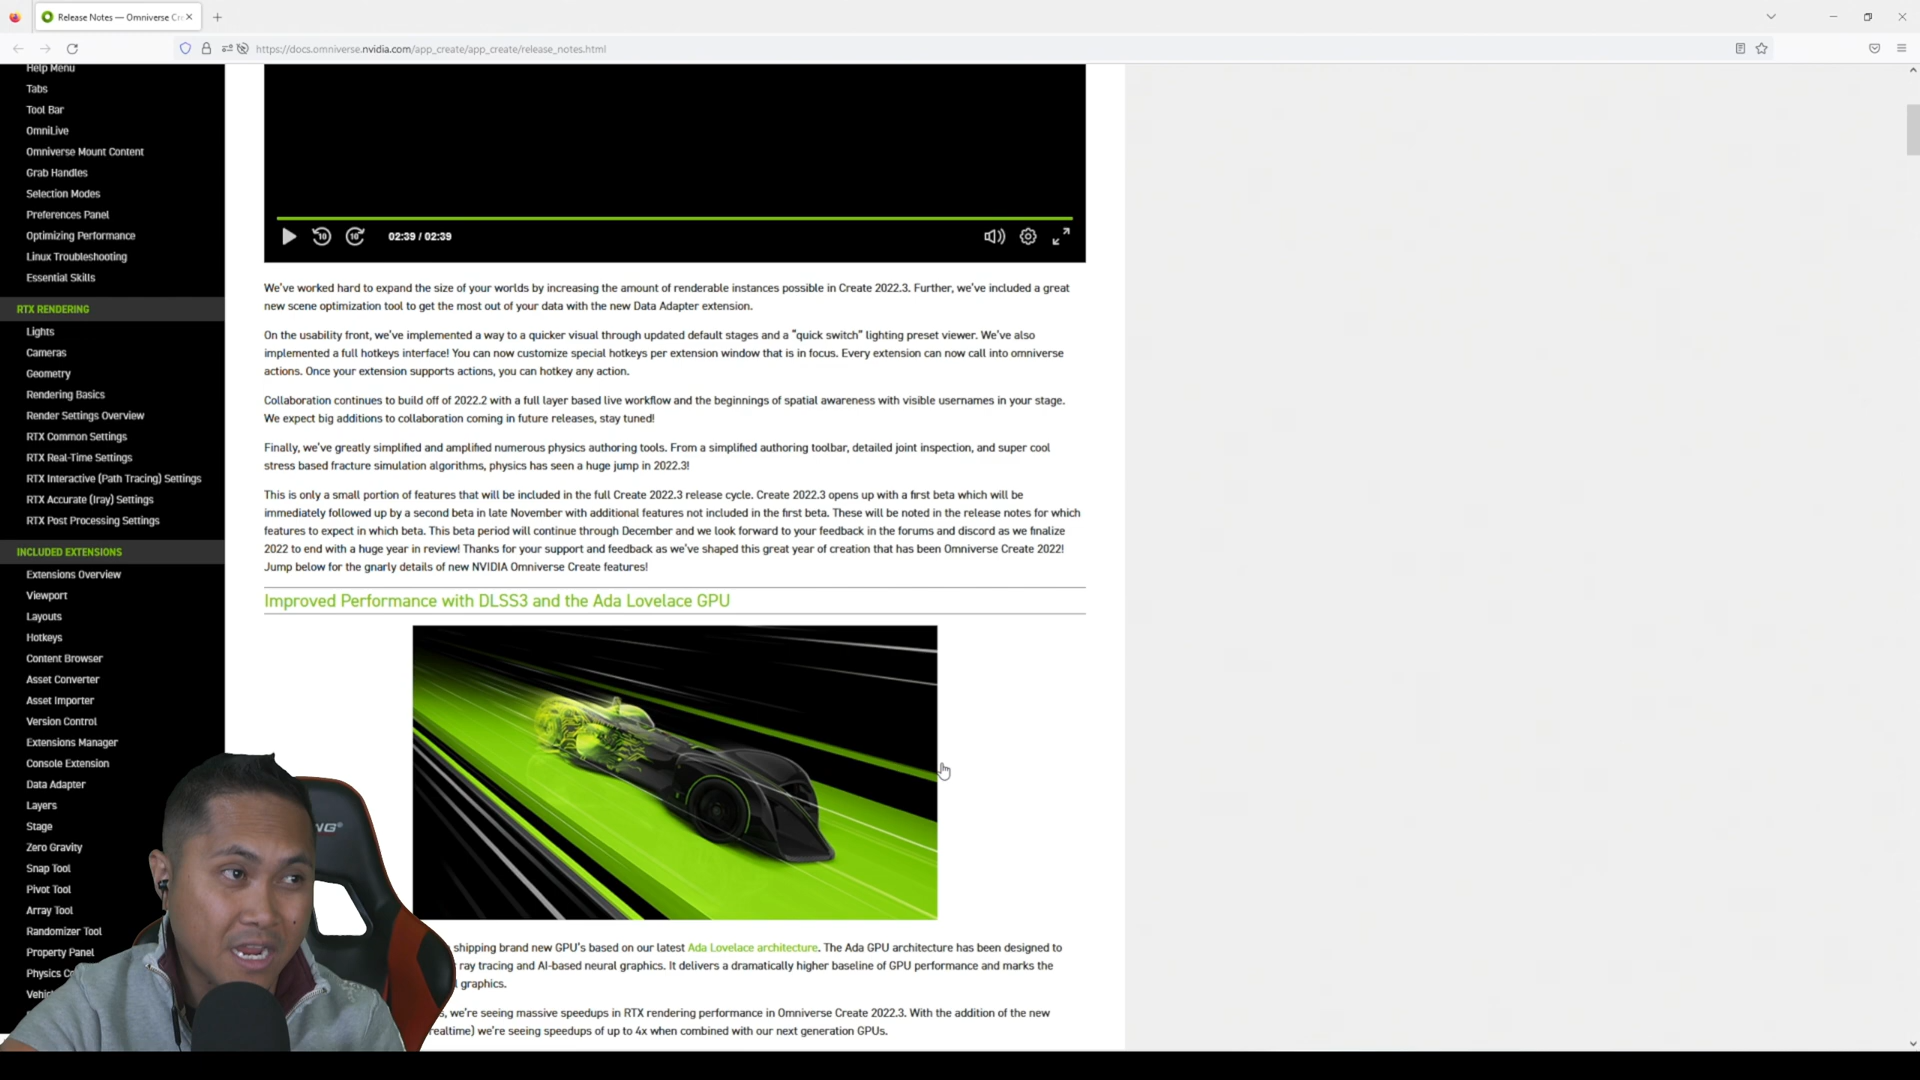 Release Notes — Omniverse Cr
https://docs.omniverse.nvidia.com/app_create/app_create/release_notes.html
Help Menu
Tabs
Tool Bar
OmniLive
Omniverse Mount Content
Grab Handles
Selection Modes
Preferences Panel
Optimizing Performance
Linux Troubleshooting
Essential Skills
RTX RENDERING
Lights
Cameras
Geometry
Rendering Basics
Render Settings Overview
RTX Common Settings
RTX Real-Time Settings
RTX Interactive (Path Tracing) Settings
RTX Accurate (Iray) Settings
RTX Post Processing Settings
INCLUDED EXTENSIONS
Extensions Overview
Viewport
Layouts
Hotkeys
Content Browser
Asset Converter
Asset Importer
Version Control
Extensions Manager
Console Extension
Data Adapter
Layers
Stage
Zero Gravity
Snap Tool
Pivot Tool
Array Tool
Randomizer Tool
Property Panel
Physics
10 10 02:39 / 02:39
We've worked hard to expand the size of your worlds by increasing the amount of renderable instances possible in Create 2022.3. Further, we've included a great
new scene optimization tool to get the most out of your data with the new Data Adapter extension.
On the usability front, we've implemented a way to a quicker visual through updated default stages and a "quick switch" lighting preset viewer. We've also
implemented a full hotkeys interface! You can now customize special hotkeys per extension window that is in focus. Every extension can now call into omniverse
actions. Once your extension supports actions, you can hotkey any action.
Collaboration continues to build off of 2022.2 with a full layer based live workflow and the beginnings of spatial awareness with visible usernames in your stage.
We expect big additions to collaboration coming in future releases, stay tuned!
Finally, we've greatly simplified and amplified numerous physics authoring tools. From a simplified authoring toolbar, detailed joint inspection, and super cool
stress based fracture simulation algorithms, physics has seen a huge jump in 2022.3!
This is only a small portion of features that will be included in the full Create 2022.3 release cycle. Create 2022.3 opens up with a first beta which will be
immediately followed up by a second beta in late November with additional features not included in the first beta. These will be noted in the release notes for which
features to expect in which beta. This beta period will continue through December and we look forward to your feedback in the forums and discord as we finalize
2022 to end with a huge year in review! Thanks for your support and feedback as we've shaped this great year of creation that has been Omniverse Create 2022!
Jump below for the gnarly details of new NVIDIA Omniverse Create features!
Improved Performance with DLSS3 and the Ada Lovelace GPU
shipping brand new GPU's based on our latest Ada Lovelace architecture. The Ada GPU architecture has been designed to
ray tracing and AI-based neural graphics. It delivers a dramatically higher baseline of GPU performance and marks the
graphics.
we're seeing massive speedups in RTX rendering performance in Omniverse Create 2022.3. With the addition of the new
realtime) we're seeing speedups of up to 4x when combined with our next generation GPUs.